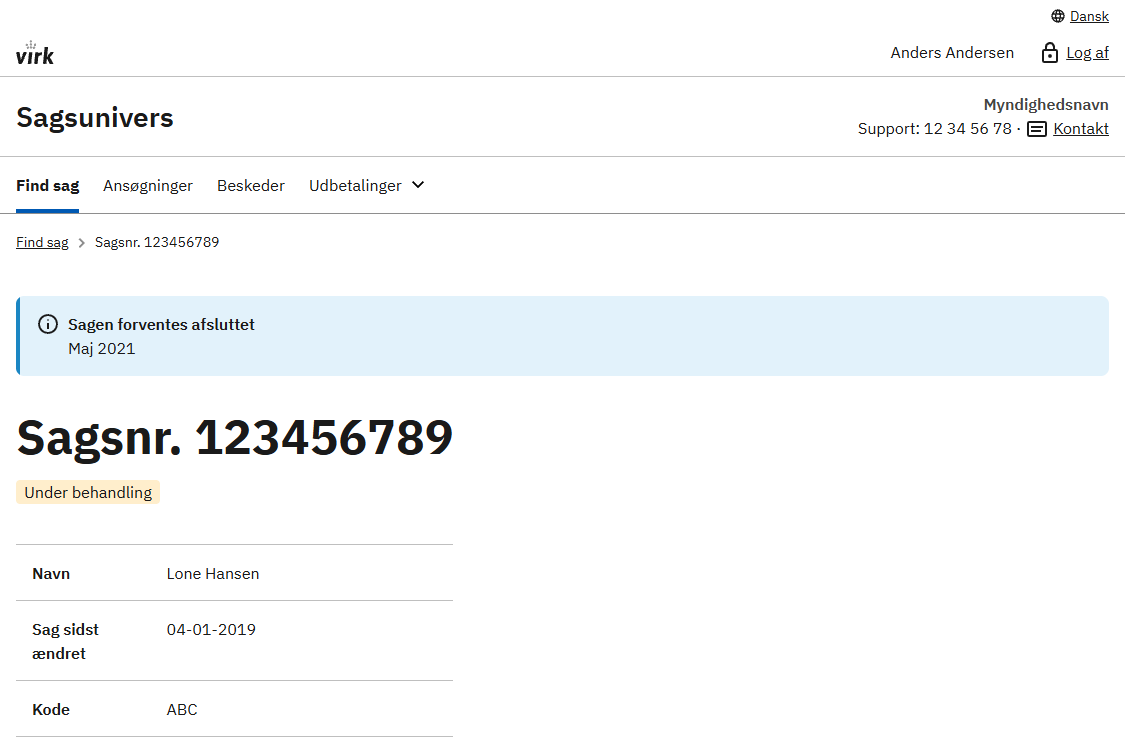 Dansk
virk
Anders Andersen
Log af
Sagsunivers
Myndighedsnavn
Support: 12 34 56 78 · Kontakt
Find sag
Ansøgninger
Beskeder
Udbetalinger
Find sag
Sagsnr. 123456789
Sagen forventes afsluttet
Maj 2021
Sagsnr. 123456789
Under behandling
Navn
Lone Hansen
Sag sidst
ændret
04-01-2019
Kode
ABC